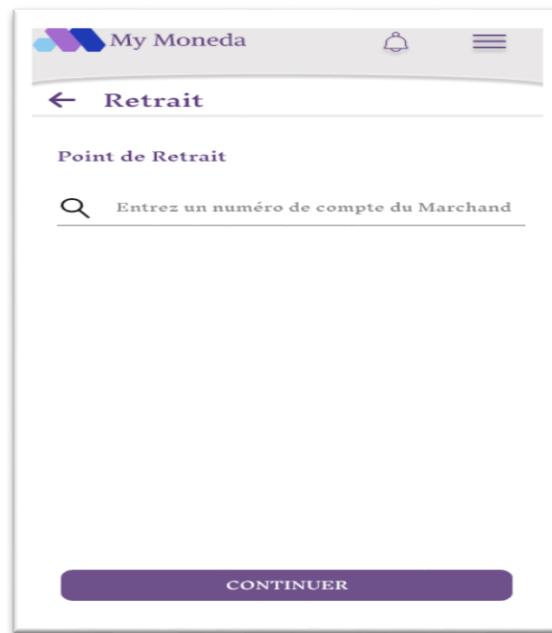 My Moneda
Retrait
Point de Retrait
Entrez un numéro de compte du Marchand
CONTINUER